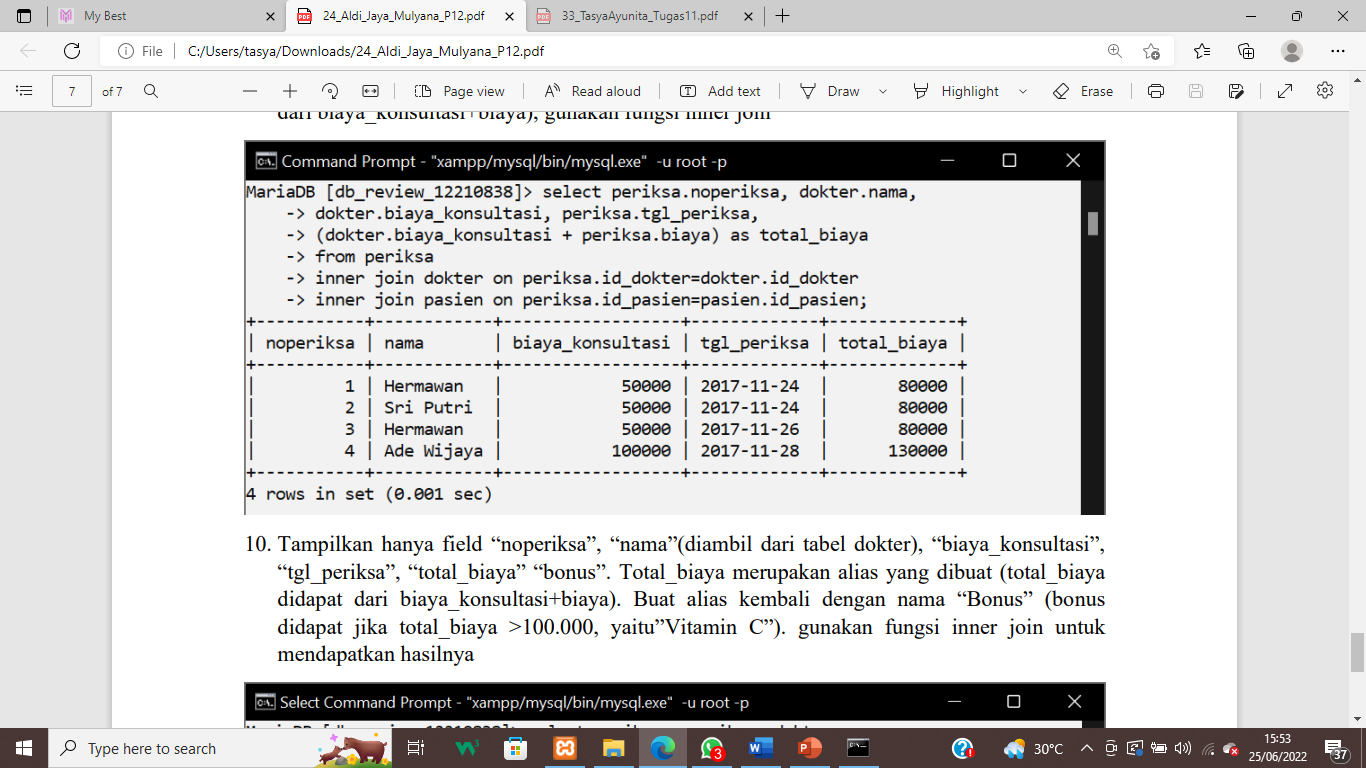 My Best
24_Aldi_Jaya_Mulyana_P12.pdf
33_TasyaAyunita_Tugas11.pdf
File
C:/Users/tasya/Downloads/24_Aldi_Jaya_Mulyana_P12.pdf
7 of 7
Page view
Read aloud
Add text
Draw
Highlight
Erase
dari biaya_konsultasi+biaya), gunakan fungsi inner join
Command Prompt - "xampp/mysql/bin/mysql.exe" -u root -p
MariaDB [db_review_12210838]> select periksa.noperiksa, dokter.nama,
-> dokter.biaya_konsultasi, periksa.tgl_periksa,
-> (dokter.biaya_konsultasi + periksa.biaya) as total_biaya
-> from periksa
-> inner join dokter on periksa.id_dokter=dokter.id_dokter
-> inner join pasien on periksa.id_pasien=pasien.id_pasien;
+-----------+------------+------------------+-------------+-------------+
| noperiksa | nama       | biaya_konsultasi | tgl_periksa | total_biaya |
+-----------+------------+------------------+-------------+-------------+
|         1 | Hermawan   |            50000 | 2017-11-24  |       80000 |
|         2 | Sri Putri  |            50000 | 2017-11-24  |       80000 |
|         3 | Hermawan   |            50000 | 2017-11-26  |       80000 |
|         4 | Ade Wijaya |           100000 | 2017-11-28  |      130000 |
+-----------+------------+------------------+-------------+-------------+
4 rows in set (0.001 sec)
10. Tampilkan hanya field “noperiksa”, “nama”(diambil dari tabel dokter), “biaya_konsultasi”,
“tgl_periksa”, “total_biaya” “bonus”. Total_biaya merupakan alias yang dibuat (total_biaya
didapat dari biaya_konsultasi+biaya). Buat alias kembali dengan nama “Bonus” (bonus
didapat jika total_biaya >100.000, yaitu”Vitamin C”). gunakan fungsi inner join untuk
mendapatkan hasilnya
Select Command Prompt - "xampp/mysql/bin/mysql.exe" -u root -p
Type here to search
3
30°C
15:53
25/06/2022
37